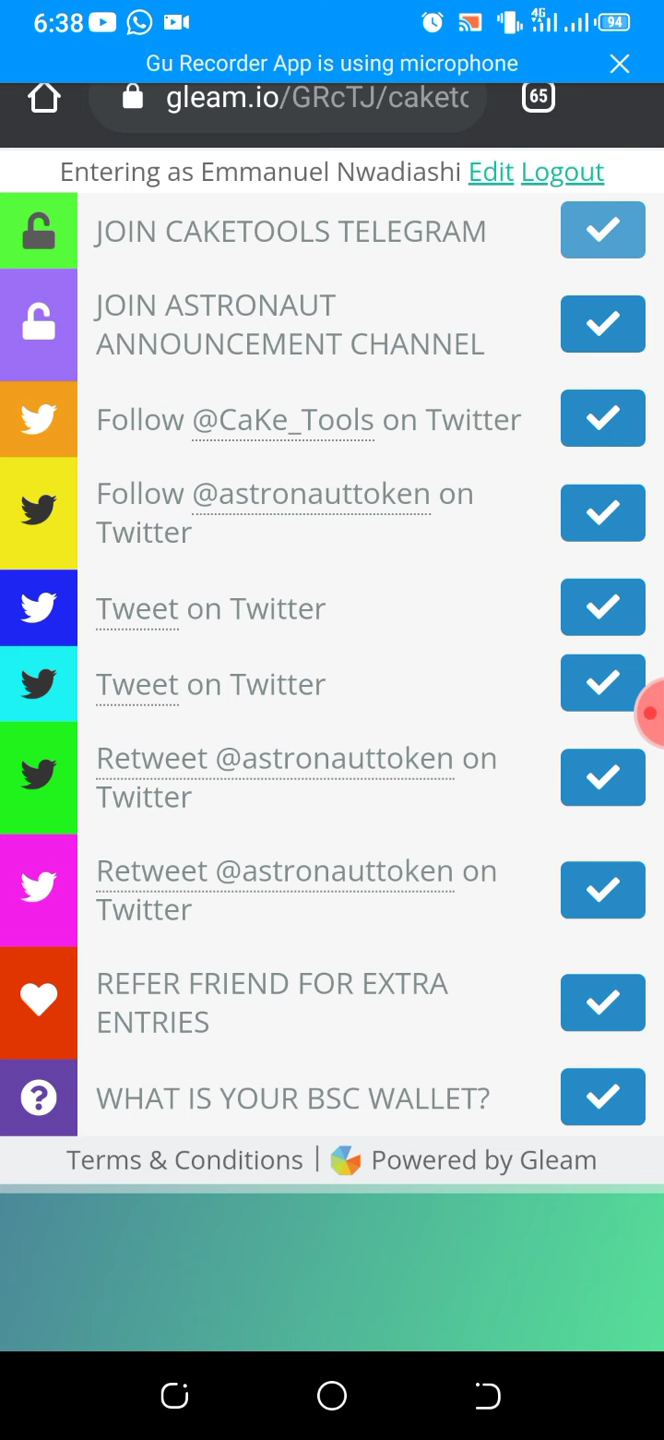 6:38
4G
94
Gu Recorder App is using microphone
gleam.io/GRcTJ/caketo
65
Entering as Emmanuel Nwadiashi Edit Logout
JOIN CAKETOOLS TELEGRAM
JOIN ASTRONAUT
ANNOUNCEMENT CHANNEL
Follow @CaKe_Tools on Twitter
Follow @astronauttoken on
Twitter
Tweet on Twitter
Tweet on Twitter
Retweet @astronauttoken on
Twitter
Retweet @astronauttoken on
Twitter
REFER FRIEND FOR EXTRA
ENTRIES
WHAT IS YOUR BSC WALLET?
Terms & Conditions | Powered by Gleam